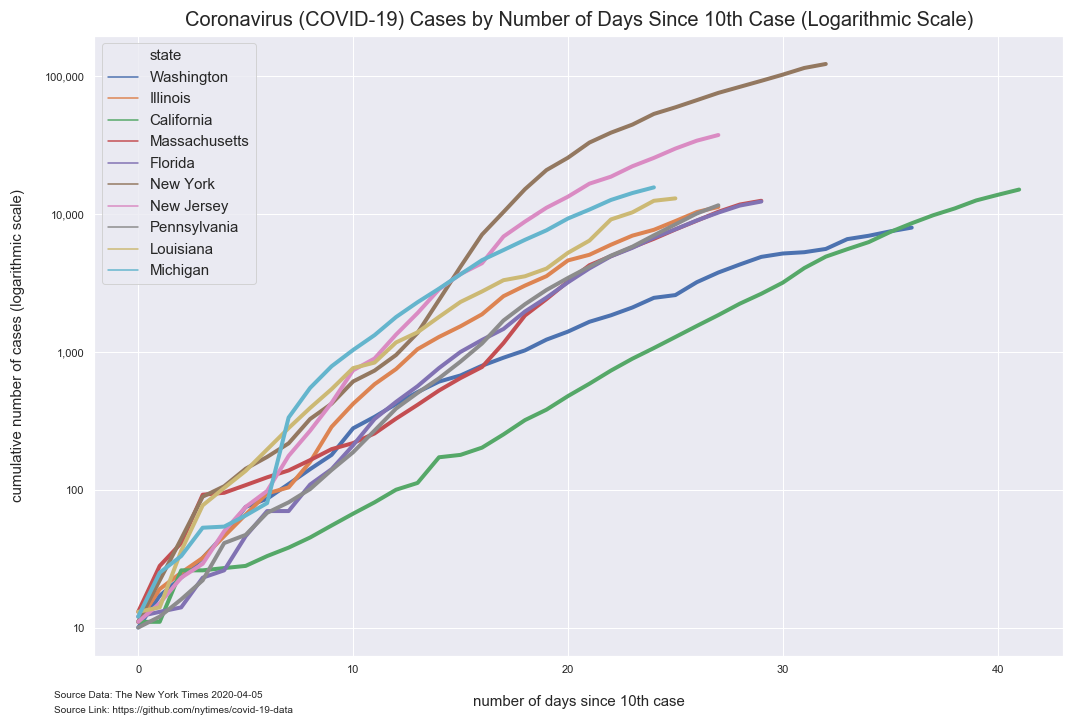 Coronavirus (COVID-19) Cases by Number of Days Since 10th Case (Logarithmic Scale)
state
Washington
Illinois
California
Massachusetts
Florida
New York
New Jersey
Pennsylvania
Louisiana
Michigan
cumulative number of cases (logarithmic scale)
100,000
10,000
1,000
100
10
0 10 20 30 40
number of days since 10th case
Source Data: The New York Times 2020-04-05
Source Link: https://github.com/nytimes/covid-19-data